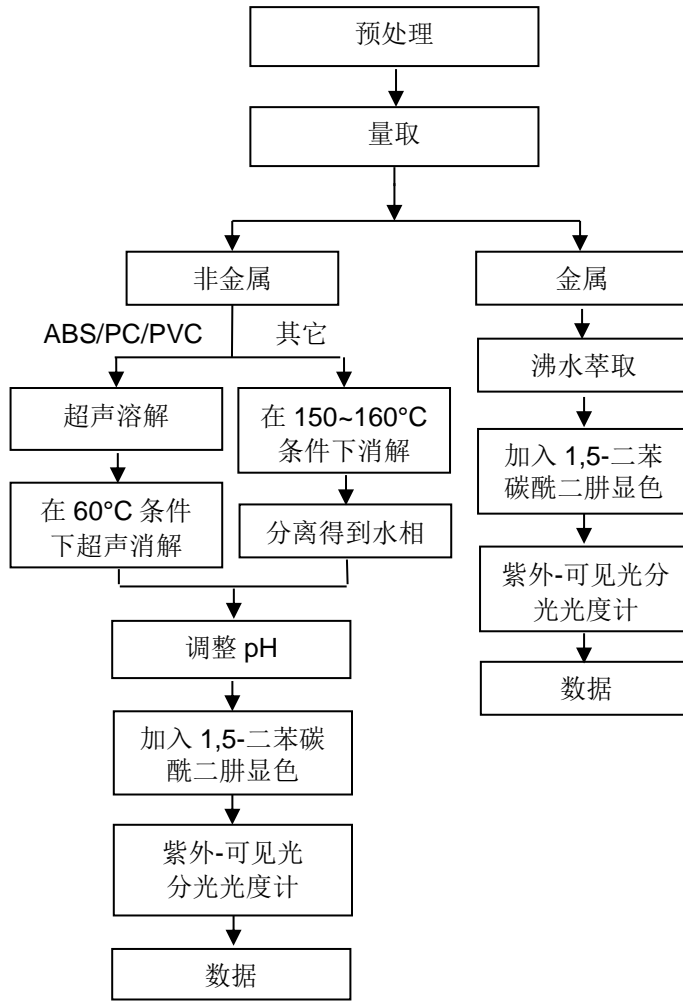 预处理
量取
非金属
金属
ABS/PC/PVC
其它
沸水萃取
超声溶解
在 150~160°C
条件下消解
加入 1,5-二苯
碳酰二肼显色
在 60°C 条件
下超声消解
分离得到水相
紫外-可见光分
光光度计
调整 pH
数据
加入 1,5-二苯碳
酰二肼显色
紫外-可见光
分光光度计
数据